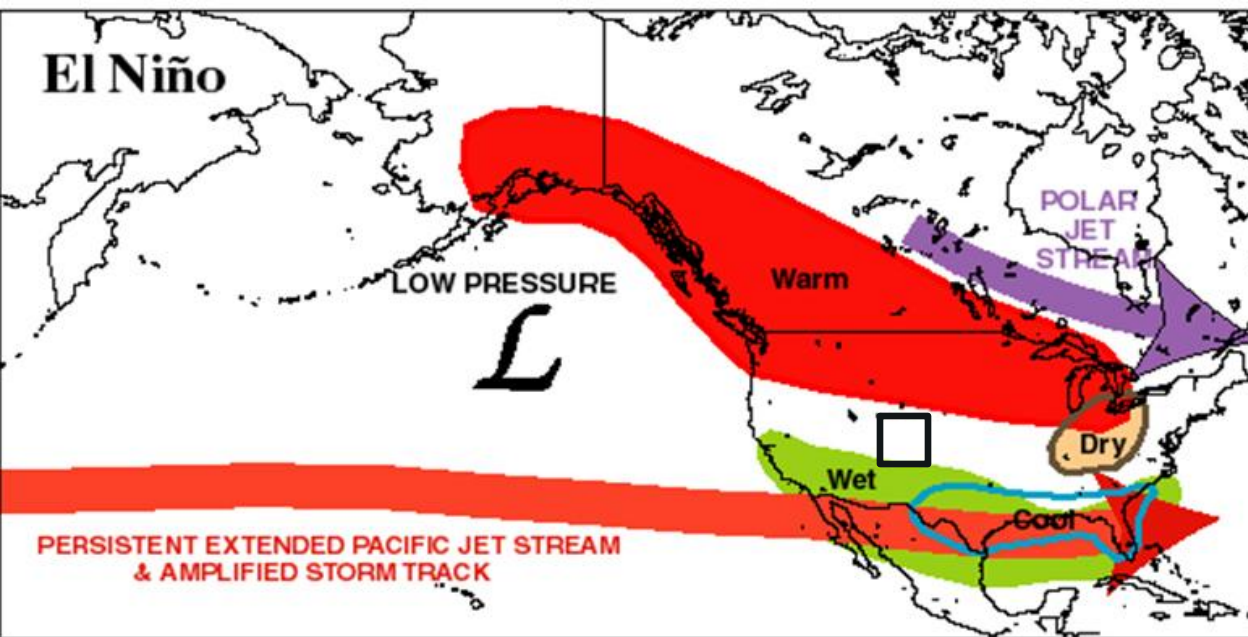 El Niño
POLAR
JET
STREAM
Warm
LOW PRESSURE
L
Dry
Wet
Cool
PERSISTENT EXTENDED PACIFIC JET STREAM
& AMPLIFIED STORM TRACK